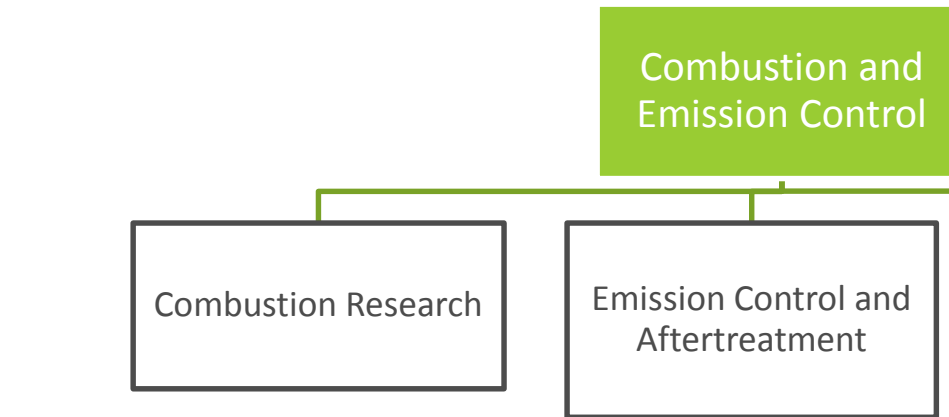 Combustion and
Emission Control
Combustion Research
Emission Control and
Aftertreatment